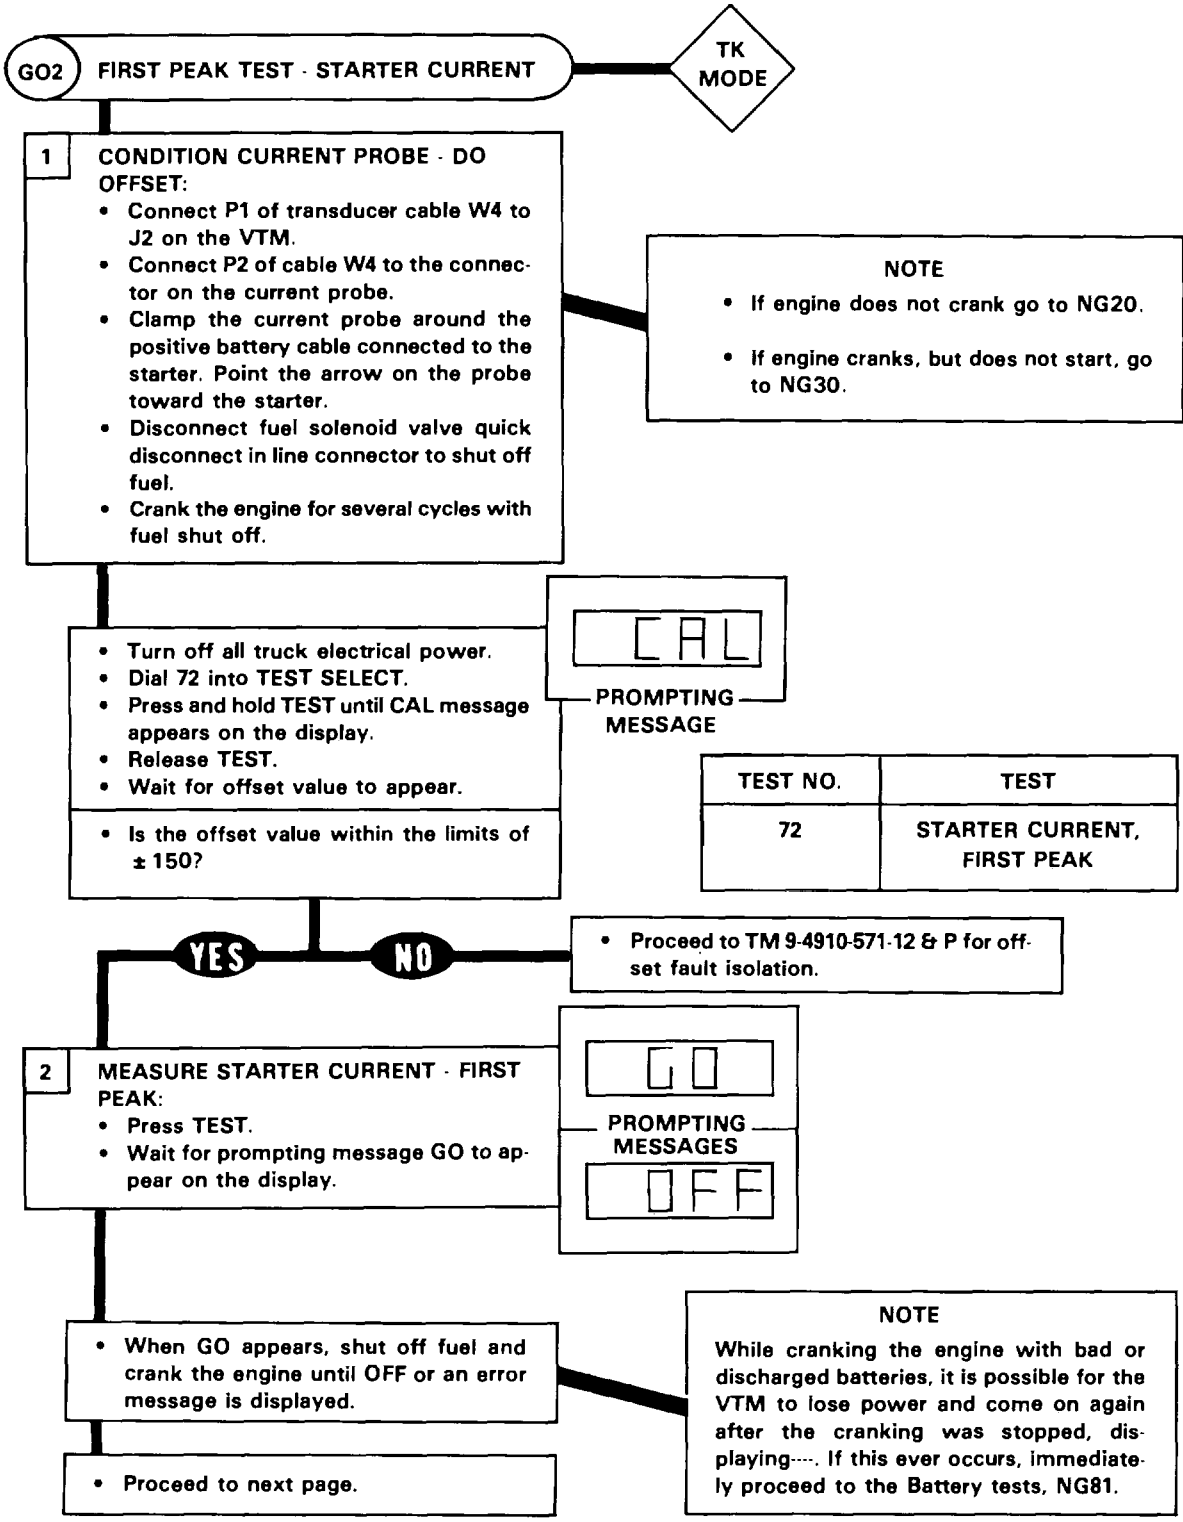 GO2
FIRST PEAK TEST - STARTER CURRENT
TK
MODE
1
CONDITION CURRENT PROBE - DO
OFFSET:
• Connect P1 of transducer cable W4 to
J2 on the VTM.
• Connect P2 of cable W4 to the connec-
tor on the current probe.
• Clamp the current probe around the
positive battery cable connected to the
starter. Point the arrow on the probe
toward the starter.
• Disconnect fuel solenoid valve quick
disconnect in line connector to shut off
fuel.
• Crank the engine for several cycles with
fuel shut off.
NOTE
• If engine does not crank go to NG20.
• If engine cranks, but does not start, go
to NG30.
• Turn off all truck electrical power.
• Dial 72 into TEST SELECT.
• Press and hold TEST until CAL message
appears on the display.
• Release TEST.
• Wait for offset value to appear.
• Is the offset value within the limits of
± 150?
CAL
PROMPTING
MESSAGE
TEST NO. TEST
72 STARTER CURRENT,
FIRST PEAK
YES
NO
• Proceed to TM 9-4910-571-12 & P for off-
set fault isolation.
2
MEASURE STARTER CURRENT - FIRST
PEAK:
• Press TEST.
• Wait for prompting message GO to ap-
pear on the display.
GO
PROMPTING
MESSAGES
OFF
• When GO appears, shut off fuel and
crank the engine until OFF or an error
message is displayed.
NOTE
While cranking the engine with bad or
discharged batteries, it is possible for the
VTM to lose power and come on again
after the cranking was stopped, dis-
playing----. If this ever occurs, immediate-
ly proceed to the Battery tests, NG81.
• Proceed to next page.